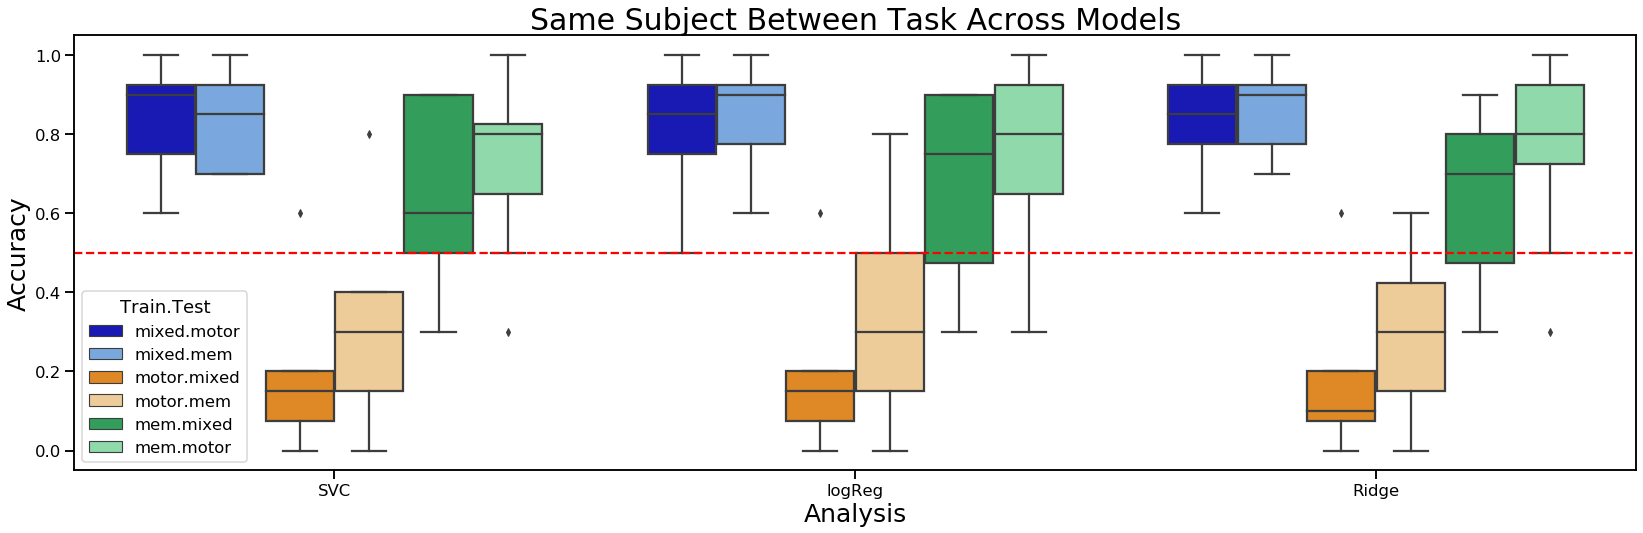 Same Subject Between Task Across Models
Accuracy
1.0
0.8
0.6
0.4
0.2
0.0
Train.Test
mixed.motor
mixed.mem
motor.mixed
motor.mem
mem.mixed
mem.motor
SVC
logReg
Ridge
Analysis